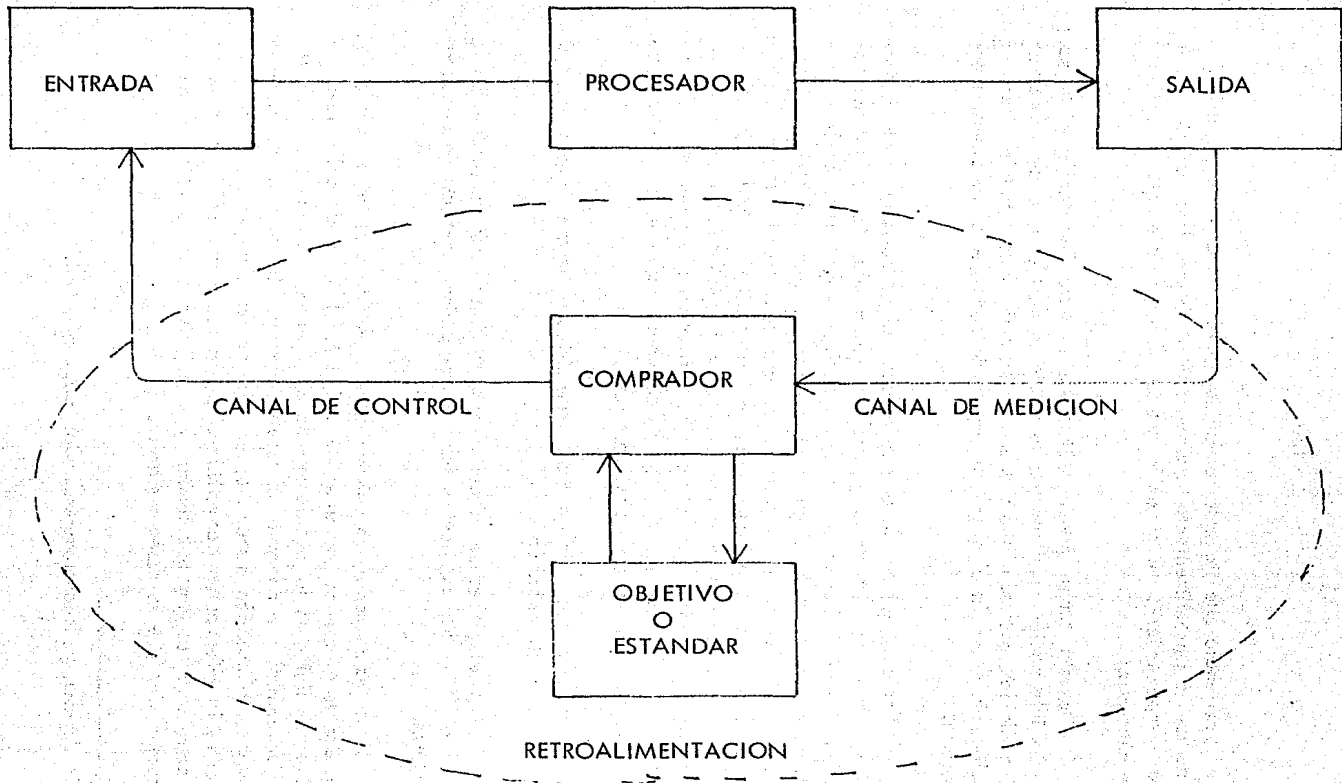 ENTRADA
PROCESADOR
SALIDA
COMPRADOR
CANAL DE CONTROL
CANAL DE MEDICION
OBJETIVO
O
ESTANDAR
RETROALIMENTACION